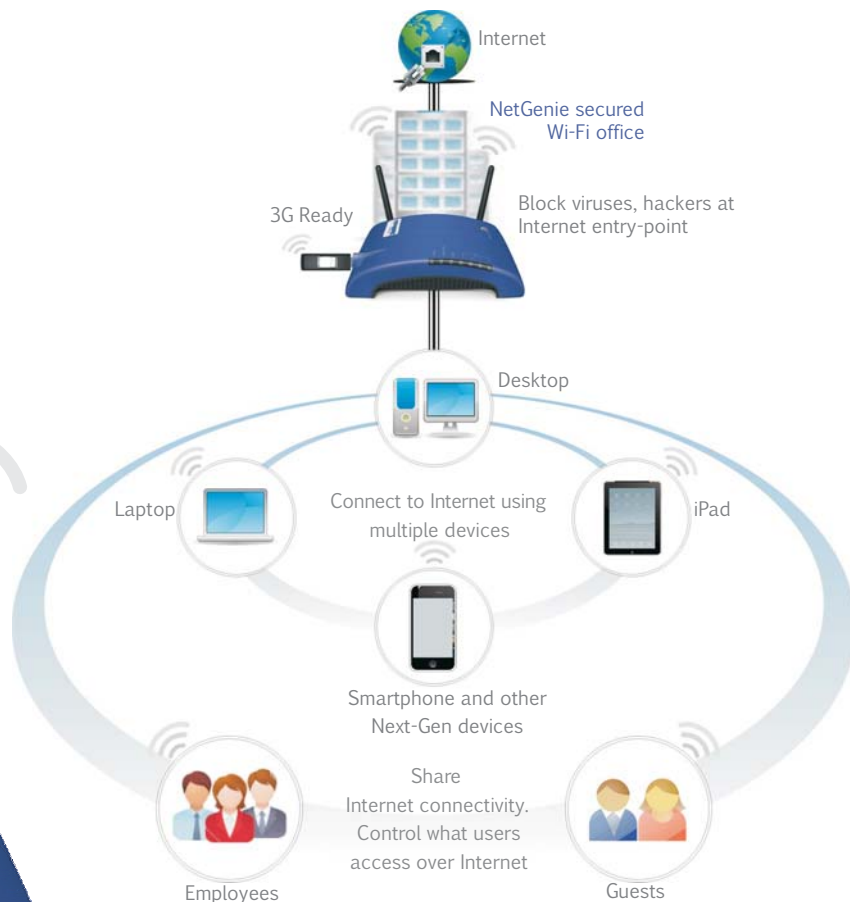 Internet
NetGenie secured
Wi-Fi office
3G Ready
Block viruses, hackers at
Internet entry-point
Desktop
Laptop
Connect to Internet using
multiple devices
iPad
Smartphone and other
Next-Gen devices
Share
Internet connectivity.
Control what users
access over Internet
Employees
Guests